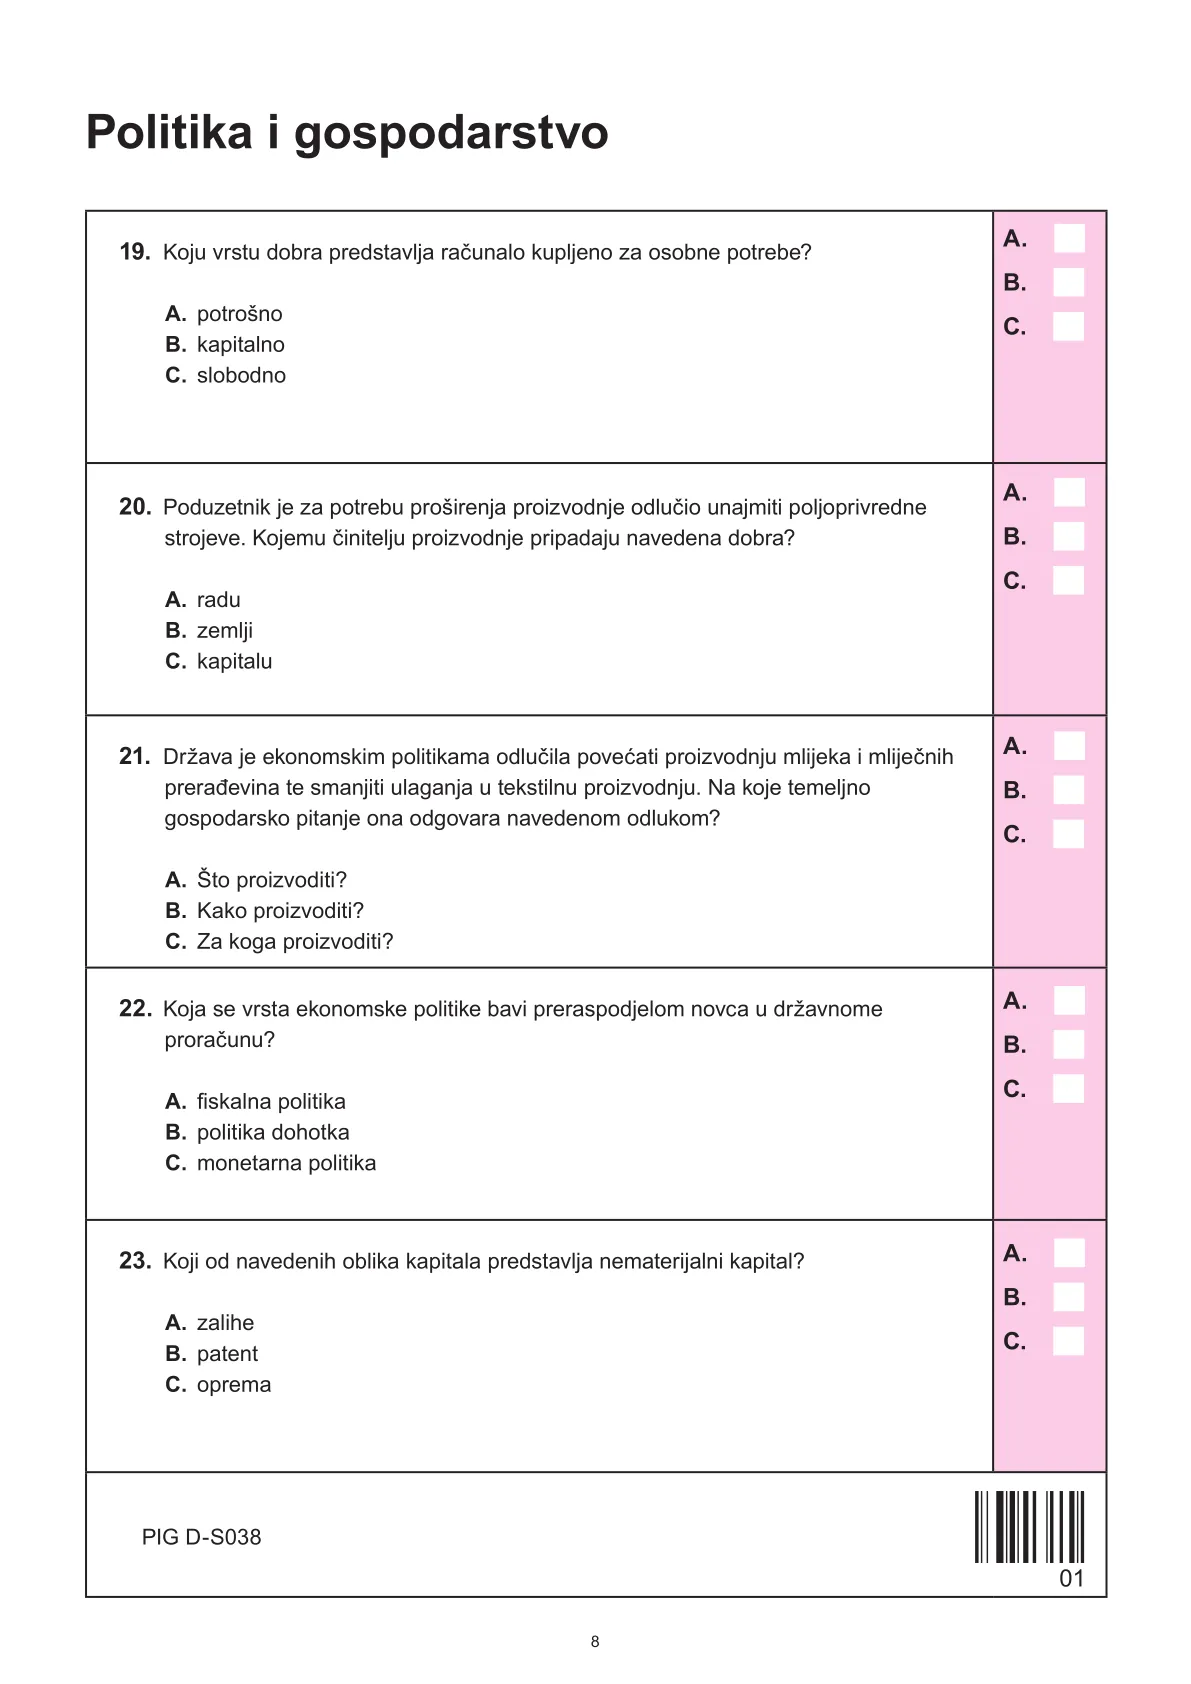 Politika i gospodarstvo
19. Koju vrstu dobra predstavlja računalo kupljeno za osobne potrebe?
A. potrošno
B. kapitalno
C. slobodno
A.
B.
C.
20. Poduzetnik je za potrebu proširenja proizvodnje odlučio unajmiti poljoprivredne
strojeve. Kojemu činitelju proizvodnje pripadaju navedena dobra?
A. radu
B. zemlji
C. kapitalu
A.
B.
C.
21. Država je ekonomskim politikama odlučila povećati proizvodnju mlijeka i mliječnih
prerađevina te smanjiti ulaganja u tekstilnu proizvodnju. Na koje temeljno
gospodarsko pitanje ona odgovara navedenom odlukom?
A. Što proizvoditi?
B. Kako proizvoditi?
C. Za koga proizvoditi?
A.
B.
C.
22. Koja se vrsta ekonomske politike bavi preraspodjelom novca u državnome
proračunu?
A. fiskalna politika
B. politika dohotka
C. monetarna politika
A.
B.
C.
23. Koji od navedenih oblika kapitala predstavlja nematerijalni kapital?
A. zalihe
B. patent
C. oprema
A.
B.
C.
PIG D-S038
01
8